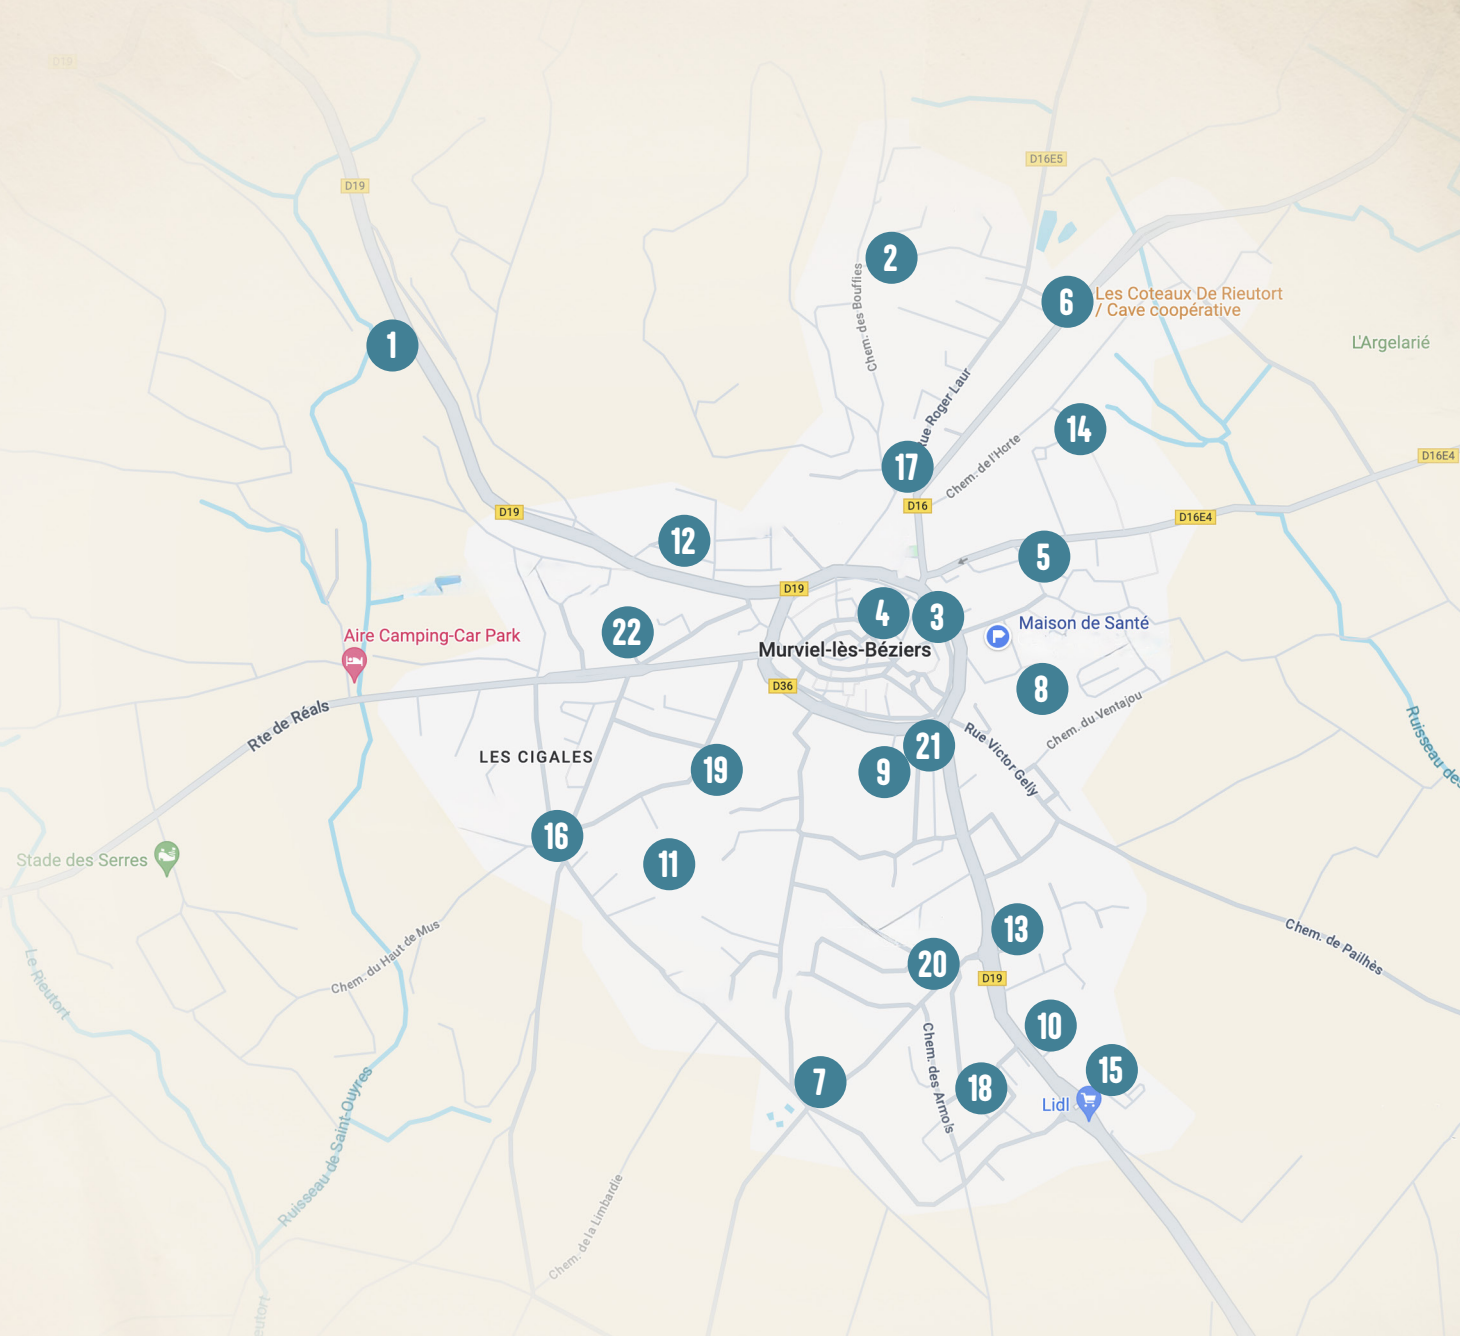 D19
D16E5
D19
2
6
Les Coteaux De Rieutort
/ Cave coopérative
Chem. des Bouffies
1
L'Argelarié
Rue Roger Laur
14
D16E4
17
Chem. de l'Horte
D16
D19
D16E4
12
5
D19
4
3
22
Maison de Santé
Aire Camping-Car Park
Murviel-lès-Béziers
D36
8
Rte de Réals
Chem. du Ventajou
21
Rue Victor Gelly
LES CIGALES
19
9
Ruisseau des
16
Stade des Serres
11
13
Chem. du Haut de Mus
Chem. de Pailhès
20
D19
Le Rieutort
10
15
7
18
Chem. des Armols
Lidl
Ruisseau de Saint-Ouyres
Chem. de la Limbardie
eutort